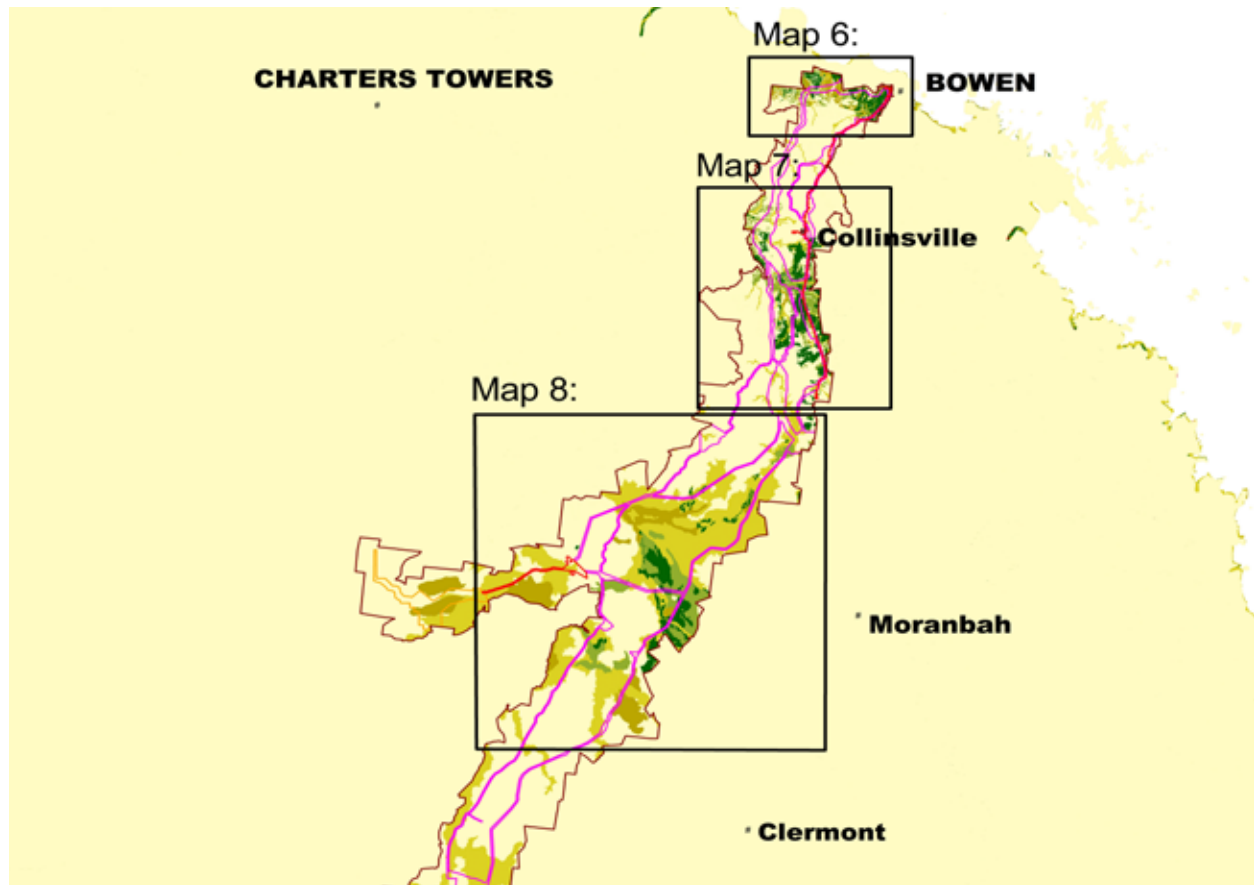 Map 6:
CHARTERS TOWERS
BOWEN
Map 7:
Collinsville
Map 8:
Moranbah
Clermont